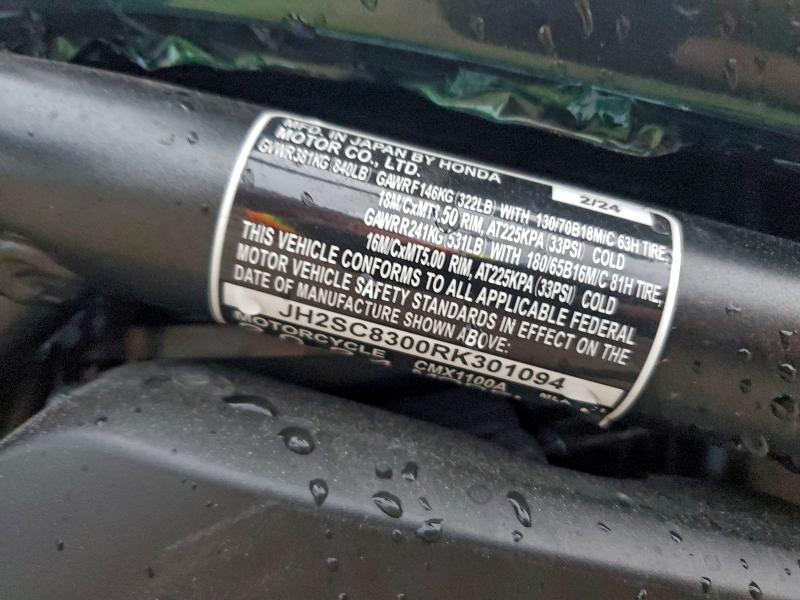 MFD. IN JAPAN BY HONDA
MOTOR CO., LTD. 2/24
GVWR381KG(840LB) GAWRF146KG(322LB) WITH 130/70B18M/C 63H TIRE,
18M/CxMT3.50 RIM, AT225KPA(33PSI) COLD
GAWRR241KG(531LB) WITH 180/65B16M/C 81H TIRE,
16M/CxMT5.00 RIM, AT225KPA(33PSI) COLD
THIS VEHICLE CONFORMS TO ALL APPLICABLE FEDERAL
MOTOR VEHICLE SAFETY STANDARDS IN EFFECT ON THE
DATE OF MANUFACTURE SHOWN ABOVE:
JH2SC8300RK301094
MOTORCYCLE CMX1100A